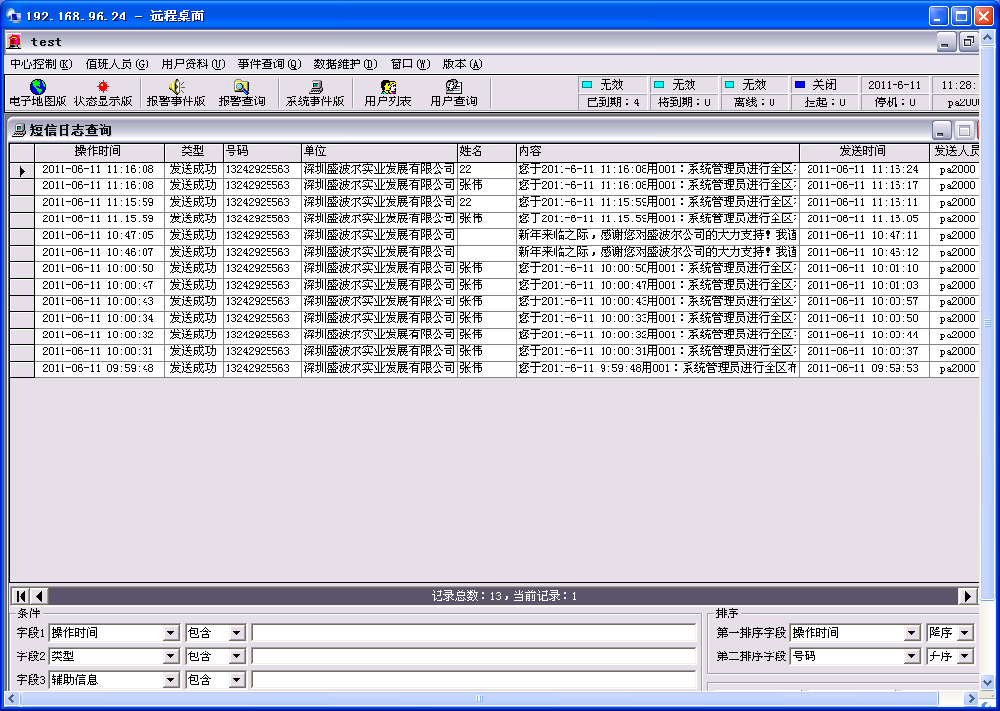 192.168.96.24 - 远程桌面
test
中心控制(K) 值班人员(G) 用户资料(U) 事件查询(Q) 数据维护(D) 窗口(W) 版本(A)
无效 无效 无效 关闭 2011-6-11 11:28:
电子地图版 状态显示版 报警事件版 报警查询 系统事件版 用户列表 用户查询 已到期:4 将到期:0 离线:0 挂起:0 停机:0 pa200
短信日志查询
操作时间 类型 号码 单位 姓名 内容 发送时间 发送人员
2011-06-11 11:16:08 发送成功 13242925563 深圳盛波尔实业发展有限公司 22 您于2011-6-11 11:16:08用001:系统管理员进行全区 2011-06-11 11:16:24 pa2000
2011-06-11 11:16:08 发送成功 13242925563 深圳盛波尔实业发展有限公司 张伟 您于2011-6-11 11:16:08用001:系统管理员进行全区 2011-06-11 11:16:17 pa2000
2011-06-11 11:15:59 发送成功 13242925563 深圳盛波尔实业发展有限公司 22 您于2011-6-11 11:15:59用001:系统管理员进行全区 2011-06-11 11:16:11 pa2000
2011-06-11 11:15:59 发送成功 13242925563 深圳盛波尔实业发展有限公司 张伟 您于2011-6-11 11:15:59用001:系统管理员进行全区 2011-06-11 11:16:05 pa2000
2011-06-11 10:47:05 发送成功 13242925563 深圳盛波尔实业发展有限公司 新年来临之际,感谢您对盛波尔公司的大力支持!我 2011-06-11 10:47:11 pa2000
2011-06-11 10:46:07 发送成功 13242925563 深圳盛波尔实业发展有限公司 新年来临之际,感谢您对盛波尔公司的大力支持!我 2011-06-11 10:46:12 pa2000
2011-06-11 10:00:50 发送成功 13242925563 深圳盛波尔实业发展有限公司 张伟 您于2011-6-11 10:00:50用001:系统管理员进行全区 2011-06-11 10:01:10 pa2000
2011-06-11 10:00:47 发送成功 13242925563 深圳盛波尔实业发展有限公司 张伟 您于2011-6-11 10:00:47用001:系统管理员进行全区 2011-06-11 10:01:03 pa2000
2011-06-11 10:00:43 发送成功 13242925563 深圳盛波尔实业发展有限公司 张伟 您于2011-6-11 10:00:43用001:系统管理员进行全区 2011-06-11 10:00:57 pa2000
2011-06-11 10:00:34 发送成功 13242925563 深圳盛波尔实业发展有限公司 张伟 您于2011-6-11 10:00:33用001:系统管理员进行全区 2011-06-11 10:00:50 pa2000
2011-06-11 10:00:32 发送成功 13242925563 深圳盛波尔实业发展有限公司 张伟 您于2011-6-11 10:00:32用001:系统管理员进行全区 2011-06-11 10:00:44 pa2000
2011-06-11 10:00:31 发送成功 13242925563 深圳盛波尔实业发展有限公司 张伟 您于2011-6-11 10:00:31用001:系统管理员进行全区 2011-06-11 10:00:37 pa2000
2011-06-11 09:59:48 发送成功 13242925563 深圳盛波尔实业发展有限公司 张伟 您于2011-6-11 9:59:48用001:系统管理员进行全区布 2011-06-11 09:59:53 pa2000
记录总数:13,当前记录:1
条件 排序
字段1 操作时间 包含 第一排序字段 操作时间 降序
字段2 类型 包含 第二排序字段 号码 升序
字段3 辅助信息 包含